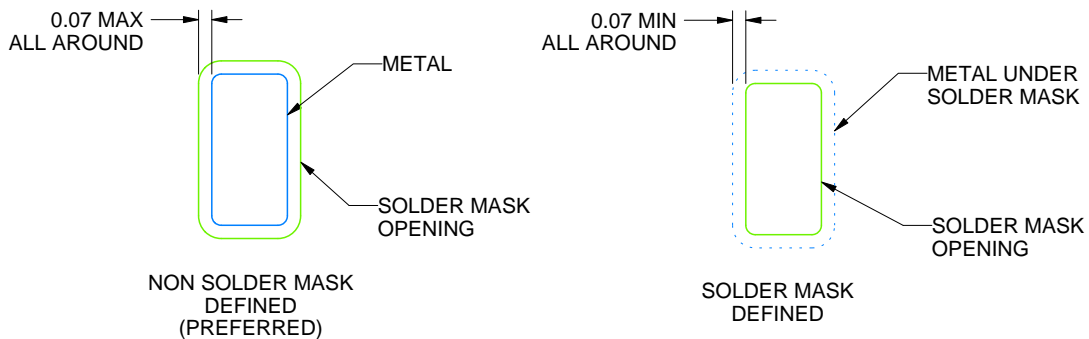 0.07 MAX
ALL AROUND
METAL
SOLDER MASK
OPENING
NON SOLDER MASK
DEFINED
(PREFERRED)
0.07 MIN
ALL AROUND
METAL UNDER
SOLDER MASK
SOLDER MASK
OPENING
SOLDER MASK
DEFINED